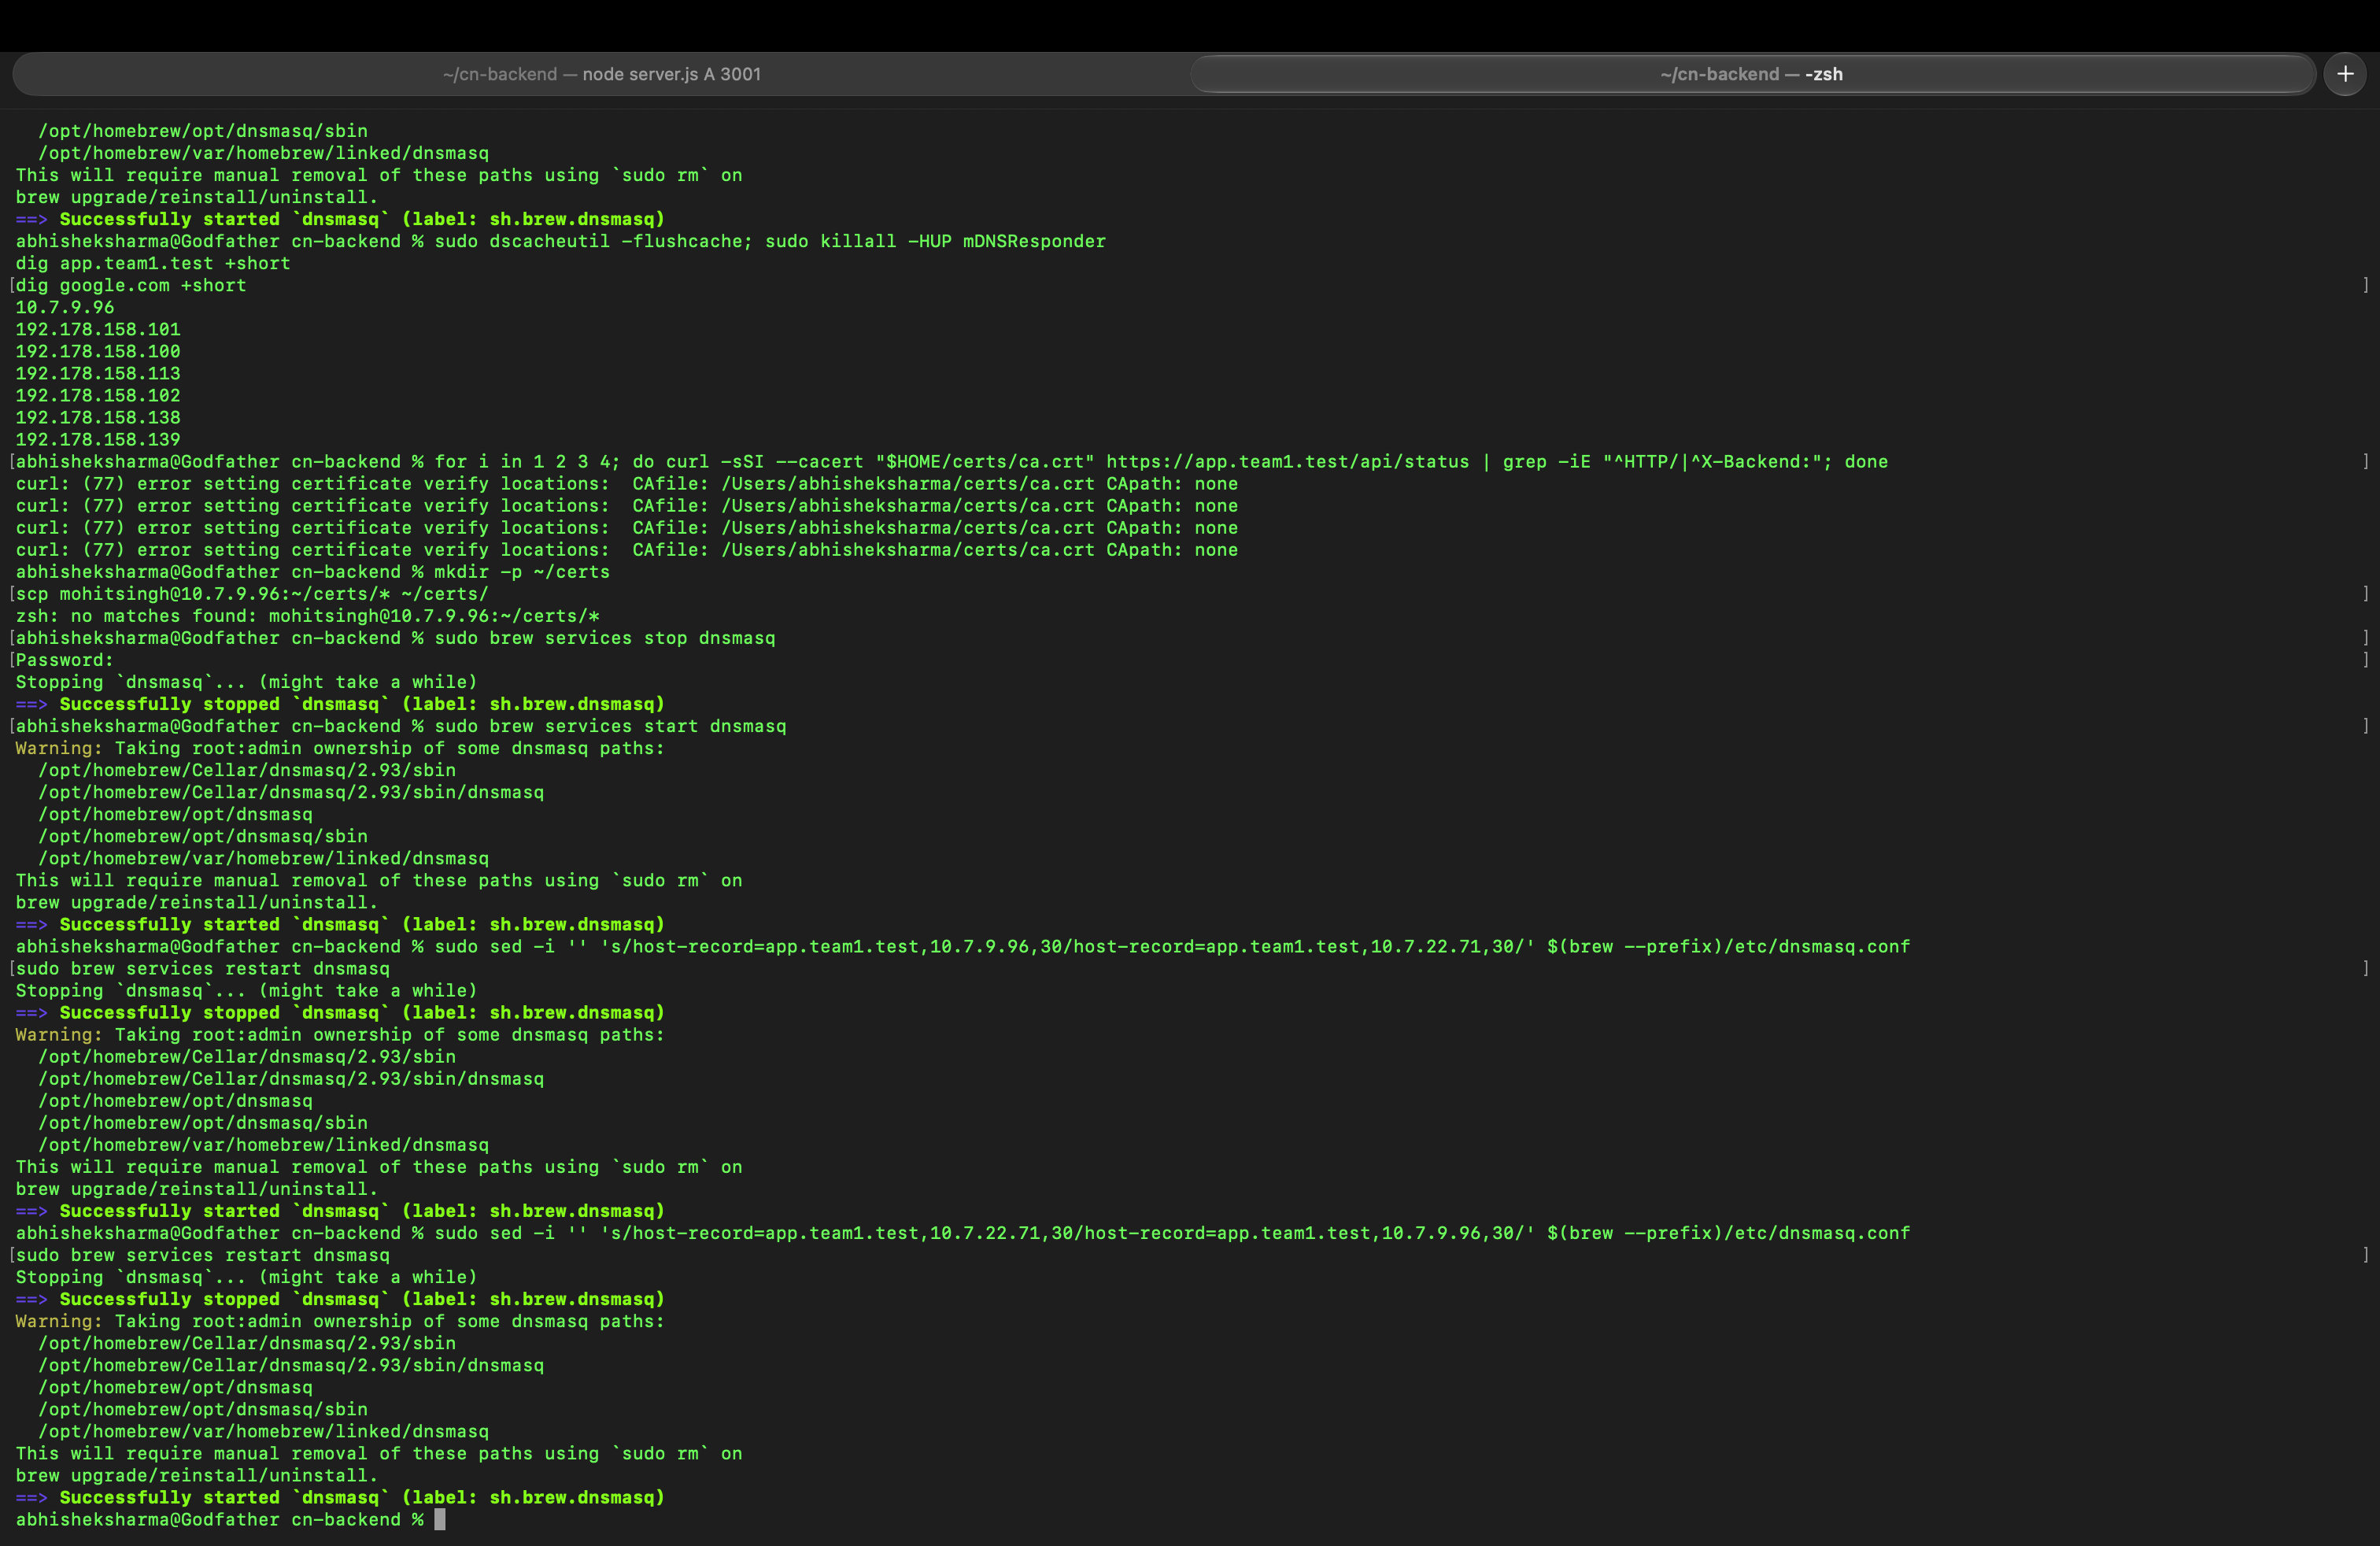 ~/cn-backend — node server.js A 3001
~/cn-backend — -zsh
+
/opt/homebrew/opt/dnsmasq/sbin
/opt/homebrew/var/homebrew/linked/dnsmasq
This will require manual removal of these paths using `sudo rm` on
brew upgrade/reinstall/uninstall.
==> Successfully started `dnsmasq` (label: sh.brew.dnsmasq)
abhisheksharma@Godfather cn-backend % sudo dscacheutil -flushcache; sudo killall -HUP mDNSResponder
dig app.team1.test +short
[dig google.com +short ]
10.7.9.96
192.178.158.101
192.178.158.100
192.178.158.113
192.178.158.102
192.178.158.138
192.178.158.139
[abhisheksharma@Godfather cn-backend % for i in 1 2 3 4; do curl -sSI --cacert "$HOME/certs/ca.crt" https://app.team1.test/api/status | grep -iE "^HTTP/|^X-Backend:"; done ]
curl: (77) error setting certificate verify locations:  CAfile: /Users/abhisheksharma/certs/ca.crt CApath: none
curl: (77) error setting certificate verify locations:  CAfile: /Users/abhisheksharma/certs/ca.crt CApath: none
curl: (77) error setting certificate verify locations:  CAfile: /Users/abhisheksharma/certs/ca.crt CApath: none
curl: (77) error setting certificate verify locations:  CAfile: /Users/abhisheksharma/certs/ca.crt CApath: none
abhisheksharma@Godfather cn-backend % mkdir -p ~/certs
[scp mohitsingh@10.7.9.96:~/certs/* ~/certs/ ]
zsh: no matches found: mohitsingh@10.7.9.96:~/certs/*
[abhisheksharma@Godfather cn-backend % sudo brew services stop dnsmasq ]
[Password: ]
Stopping `dnsmasq`... (might take a while)
==> Successfully stopped `dnsmasq` (label: sh.brew.dnsmasq)
[abhisheksharma@Godfather cn-backend % sudo brew services start dnsmasq ]
Warning: Taking root:admin ownership of some dnsmasq paths:
/opt/homebrew/Cellar/dnsmasq/2.93/sbin
/opt/homebrew/Cellar/dnsmasq/2.93/sbin/dnsmasq
/opt/homebrew/opt/dnsmasq
/opt/homebrew/opt/dnsmasq/sbin
/opt/homebrew/var/homebrew/linked/dnsmasq
This will require manual removal of these paths using `sudo rm` on
brew upgrade/reinstall/uninstall.
==> Successfully started `dnsmasq` (label: sh.brew.dnsmasq)
abhisheksharma@Godfather cn-backend % sudo sed -i '' 's/host-record=app.team1.test,10.7.9.96,30/host-record=app.team1.test,10.7.22.71,30/' $(brew --prefix)/etc/dnsmasq.conf
[sudo brew services restart dnsmasq ]
Stopping `dnsmasq`... (might take a while)
==> Successfully stopped `dnsmasq` (label: sh.brew.dnsmasq)
Warning: Taking root:admin ownership of some dnsmasq paths:
/opt/homebrew/Cellar/dnsmasq/2.93/sbin
/opt/homebrew/Cellar/dnsmasq/2.93/sbin/dnsmasq
/opt/homebrew/opt/dnsmasq
/opt/homebrew/opt/dnsmasq/sbin
/opt/homebrew/var/homebrew/linked/dnsmasq
This will require manual removal of these paths using `sudo rm` on
brew upgrade/reinstall/uninstall.
==> Successfully started `dnsmasq` (label: sh.brew.dnsmasq)
abhisheksharma@Godfather cn-backend % sudo sed -i '' 's/host-record=app.team1.test,10.7.22.71,30/host-record=app.team1.test,10.7.9.96,30/' $(brew --prefix)/etc/dnsmasq.conf
[sudo brew services restart dnsmasq ]
Stopping `dnsmasq`... (might take a while)
==> Successfully stopped `dnsmasq` (label: sh.brew.dnsmasq)
Warning: Taking root:admin ownership of some dnsmasq paths:
/opt/homebrew/Cellar/dnsmasq/2.93/sbin
/opt/homebrew/Cellar/dnsmasq/2.93/sbin/dnsmasq
/opt/homebrew/opt/dnsmasq
/opt/homebrew/opt/dnsmasq/sbin
/opt/homebrew/var/homebrew/linked/dnsmasq
This will require manual removal of these paths using `sudo rm` on
brew upgrade/reinstall/uninstall.
==> Successfully started `dnsmasq` (label: sh.brew.dnsmasq)
abhisheksharma@Godfather cn-backend %